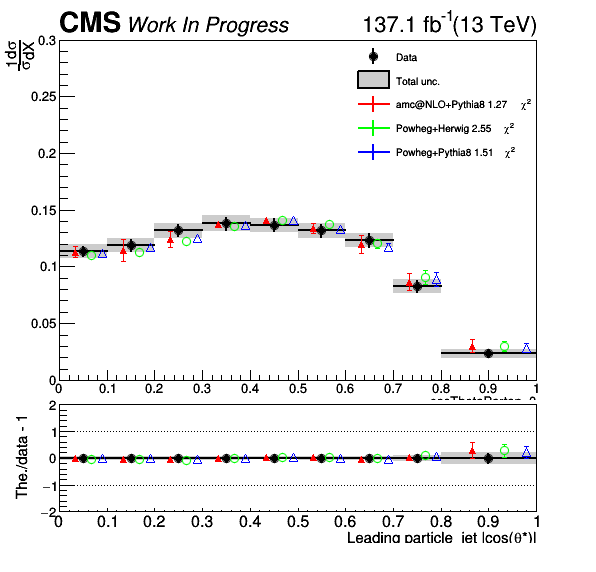 CMS Work In Progress 137.1 fb⁻¹(13 TeV)
1 dσ
σ dX
0.3
0.25
0.2
0.15
0.1
0.05
0
Data
Total unc.
amc@NLO+Pythia8 1.27 χ²
Powheg+Herwig 2.55 χ²
Powheg+Pythia8 1.51 χ²
0 0.1 0.2 0.3 0.4 0.5 0.6 0.7 0.8 0.9 1
The./data - 1
2
1
0
−1
−2
0 0.1 0.2 0.3 0.4 0.5 0.6 0.7 0.8 0.9 1
Leading particle jet |cos(θ*)|